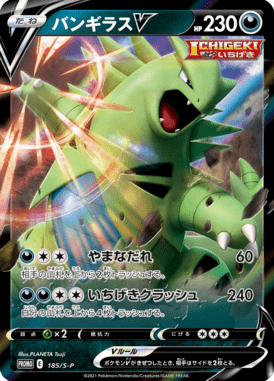 たね バンギラスV HP 230
ICHIGEKI
いちげき
やまなだれ 60
相手の山札を上から2枚トラッシュする。
いちげきクラッシュ 240
自分の山札を上から4枚トラッシュする。
弱点 ×2 抵抗力 にげる
Vルール
ポケモンVがきぜつしたとき、相手はサイドを2枚とる。
Illus.PLANETA Tsuji
PROMO E 185/S-P
©2021 Pokémon/Nintendo/Creatures/GAME FREAK.